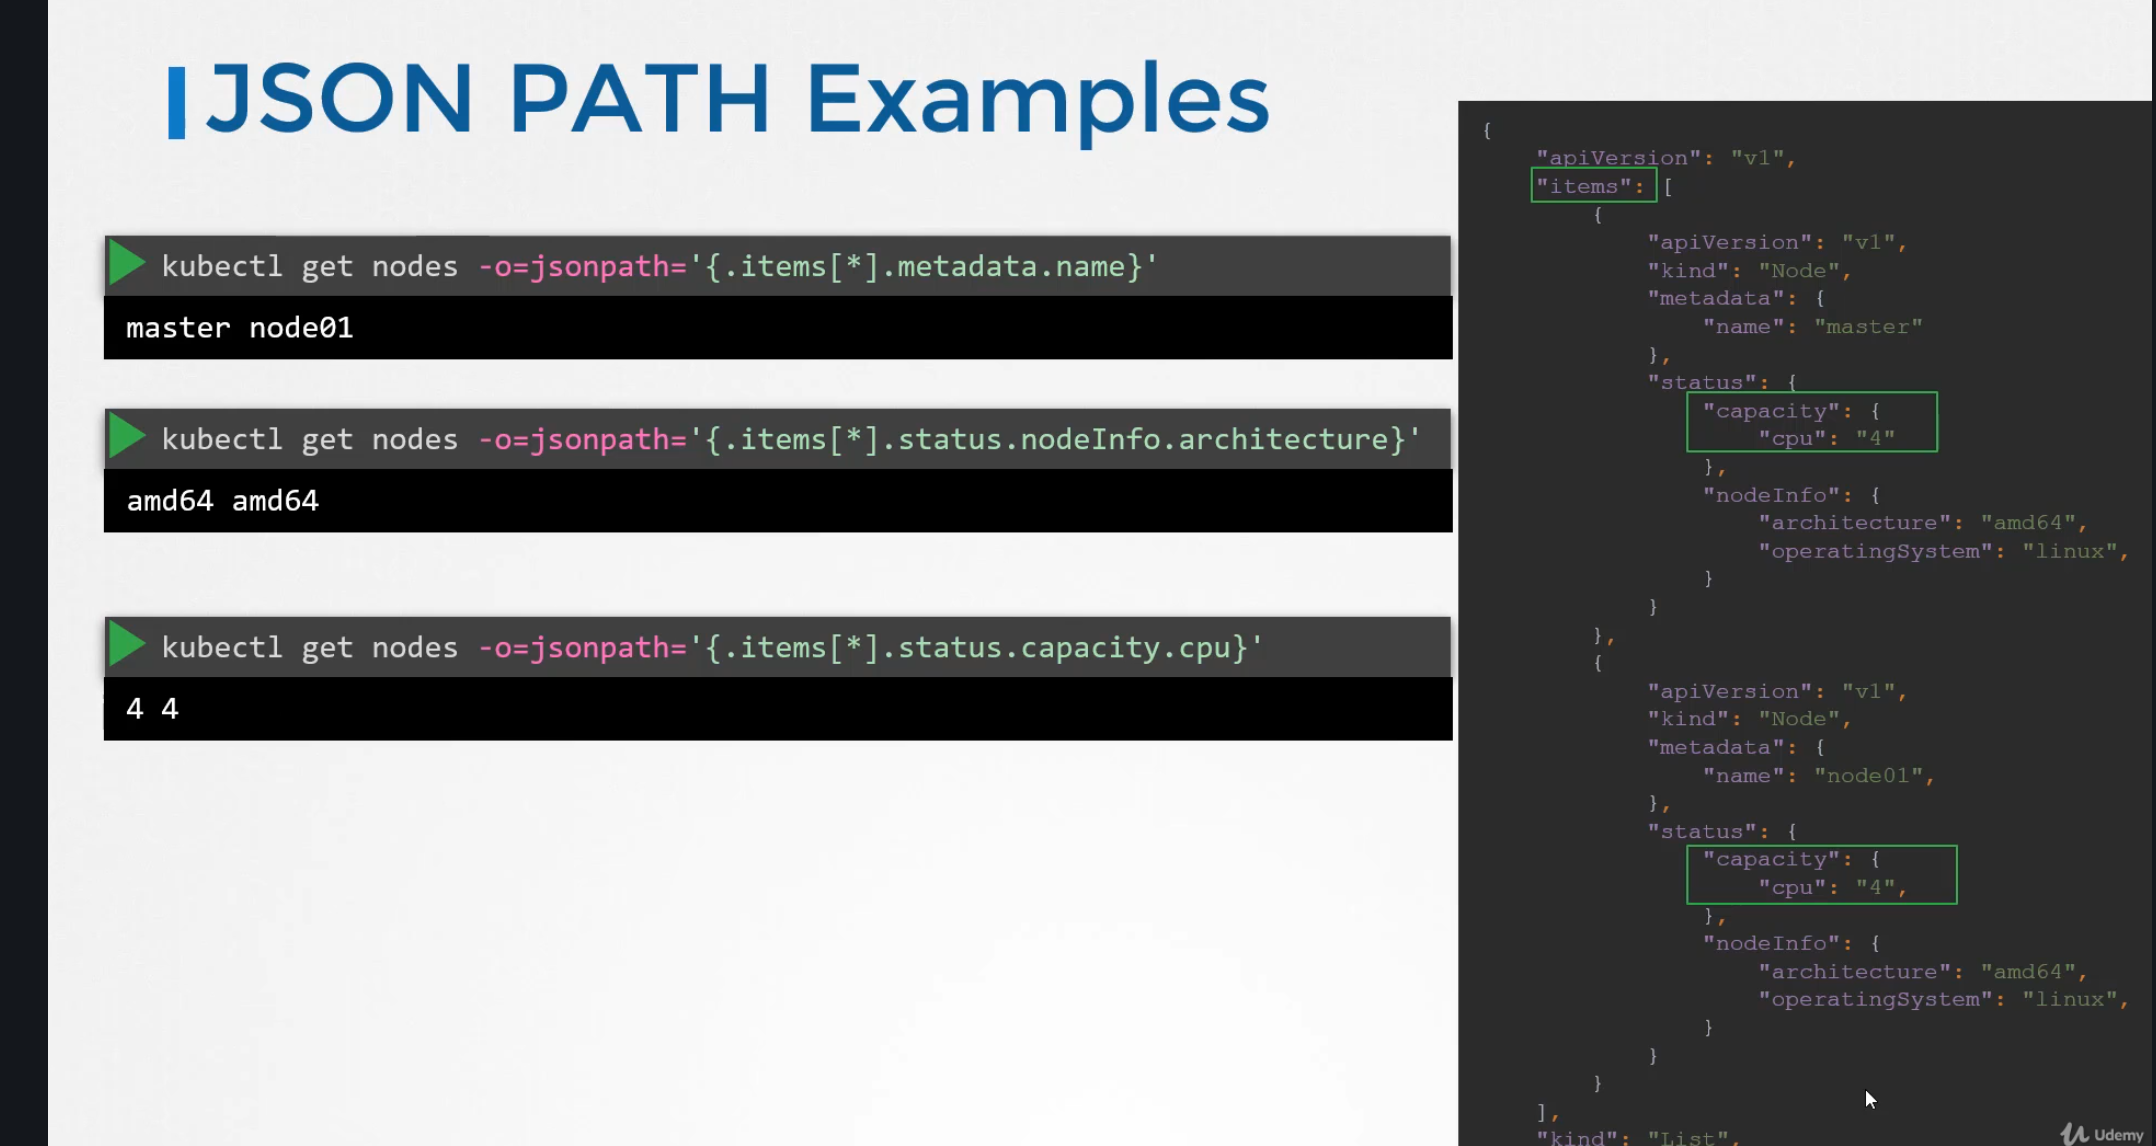 JSON PATH Examples
kubectl get nodes -o=jsonpath='{.items[*].metadata.name}'
master node01
kubectl get nodes -o=jsonpath='{.items[*].status.nodeInfo.architecture}'
amd64 amd64
kubectl get nodes -o=jsonpath='{.items[*].status.capacity.cpu}'
4 4
{
"apiVersion": "v1",
"items": [
{
"apiVersion": "v1",
"kind": "Node",
"metadata": {
"name": "master"
},
"status": {
"capacity": {
"cpu": "4"
},
"nodeInfo": {
"architecture": "amd64",
"operatingSystem": "linux",
}
}
},
{
"apiVersion": "v1",
"kind": "Node",
"metadata": {
"name": "node01",
},
"status": {
"capacity": {
"cpu": "4",
},
"nodeInfo": {
"architecture": "amd64",
"operatingSystem": "linux",
}
}
}
],
"kind": "List",
Udemy